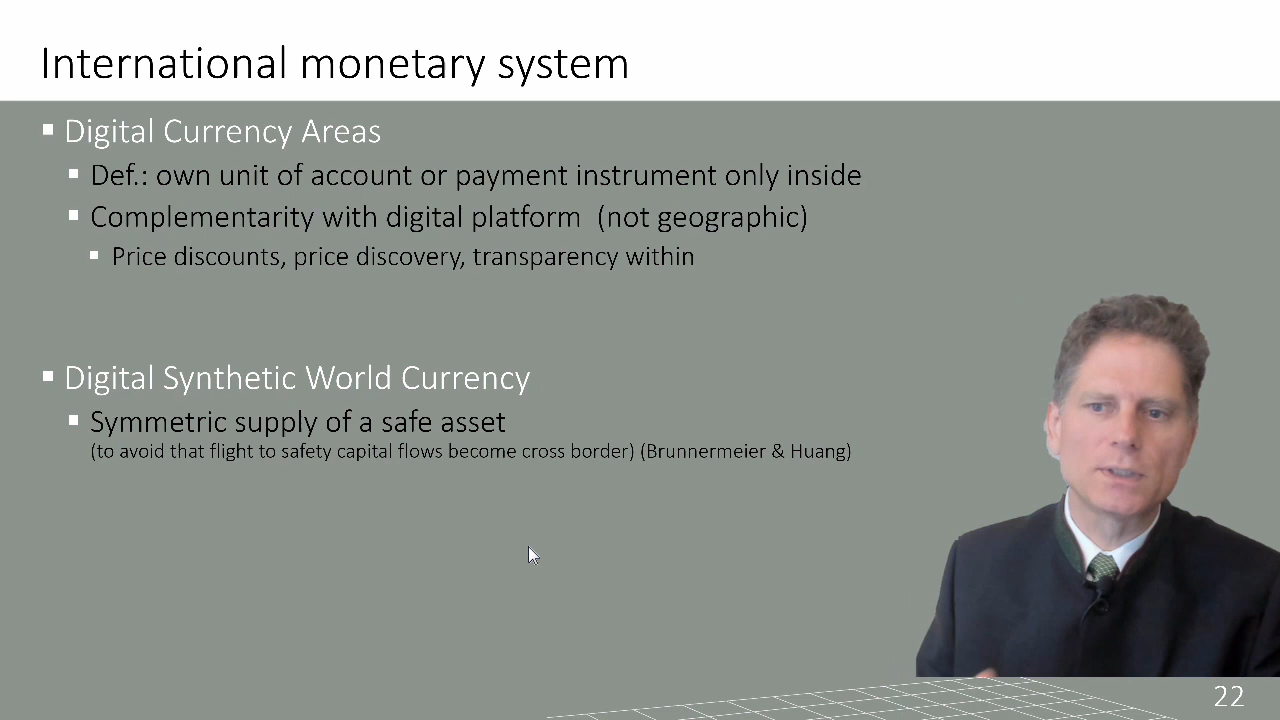 International monetary system
Digital Currency Areas
Def.: own unit of account or payment instrument only inside
Complementarity with digital platform (not geographic)
Price discounts, price discovery, transparency within
Digital Synthetic World Currency
Symmetric supply of a safe asset
(to avoid that flight to safety capital flows become cross border) (Brunnermeier & Huang)
22